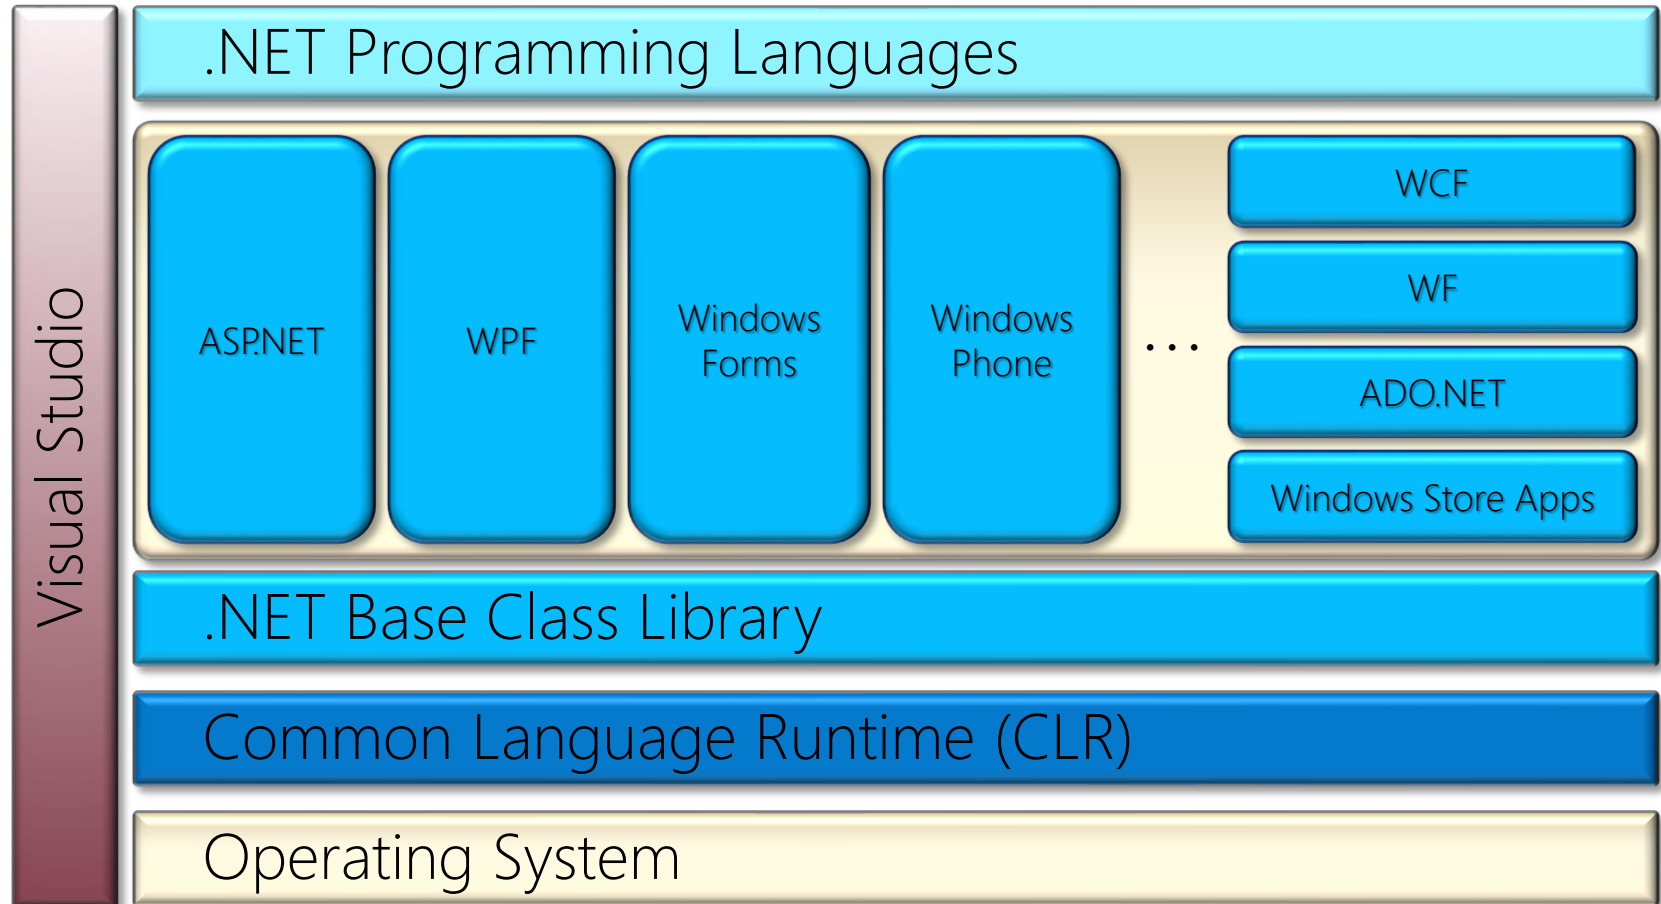 Visual Studio
.NET Programming Languages
ASP.NET
WPF
Windows
Forms
Windows
Phone
...
WCF
WF
ADO.NET
Windows Store Apps
.NET Base Class Library
Common Language Runtime (CLR)
Operating System